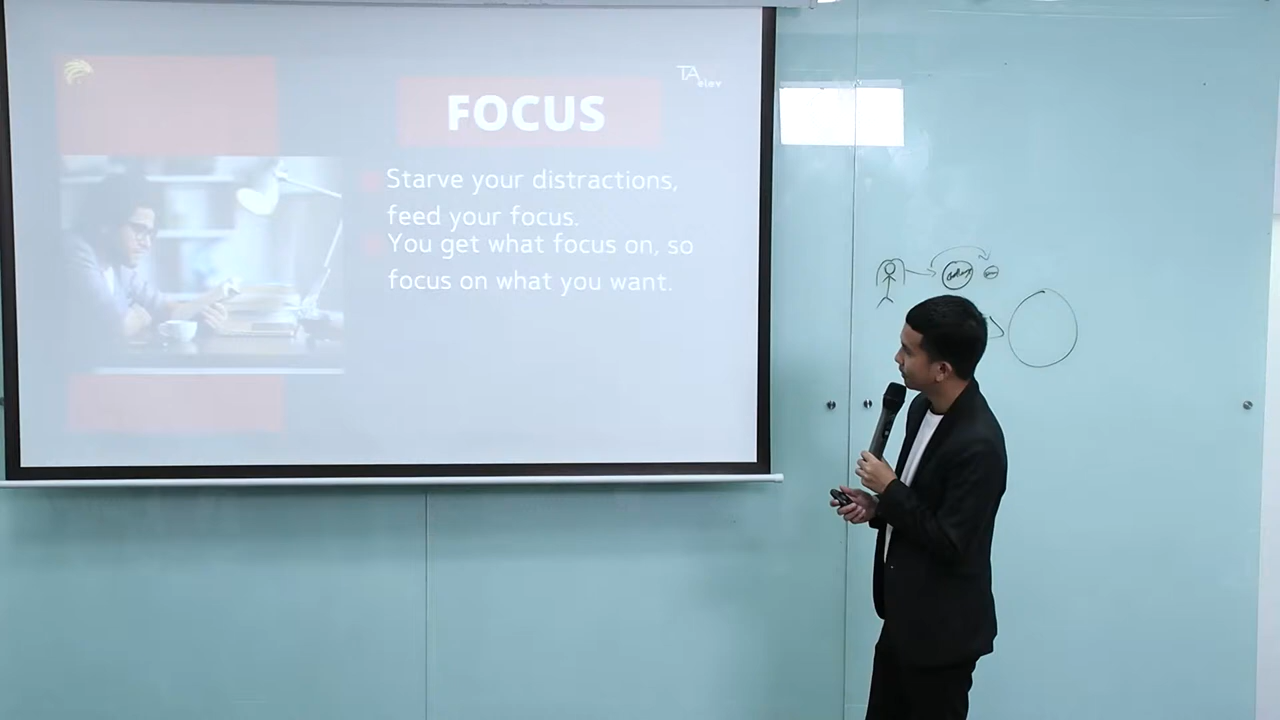 TA
elev
FOCUS
Starve your distractions,
feed your focus.
You get what focus on, so
focus on what you want.